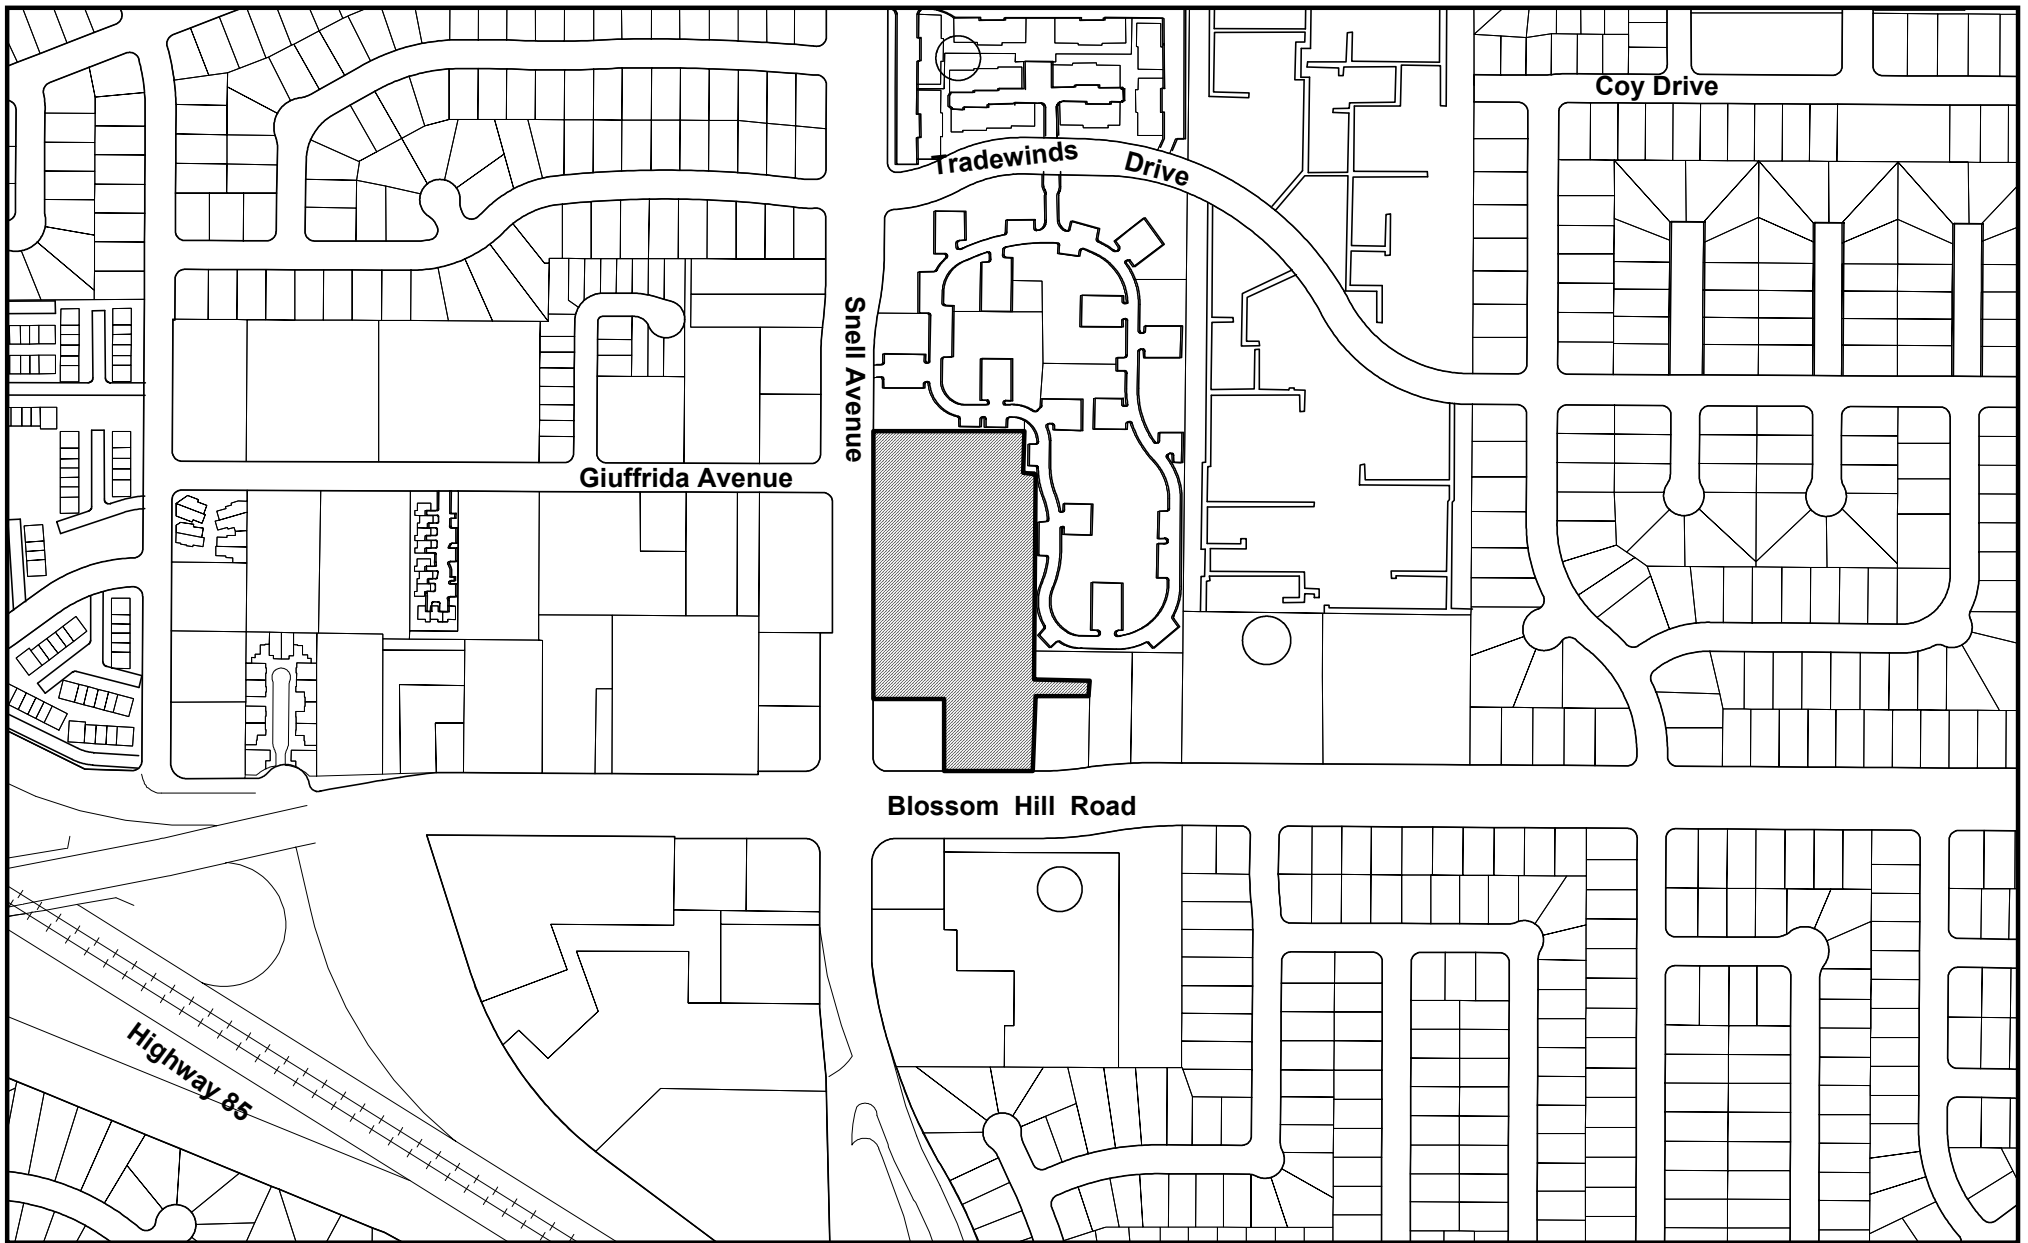 Coy Drive
Tradewinds Drive
Snell Avenue
Giuffrida Avenue
Blossom Hill Road
Highway 85